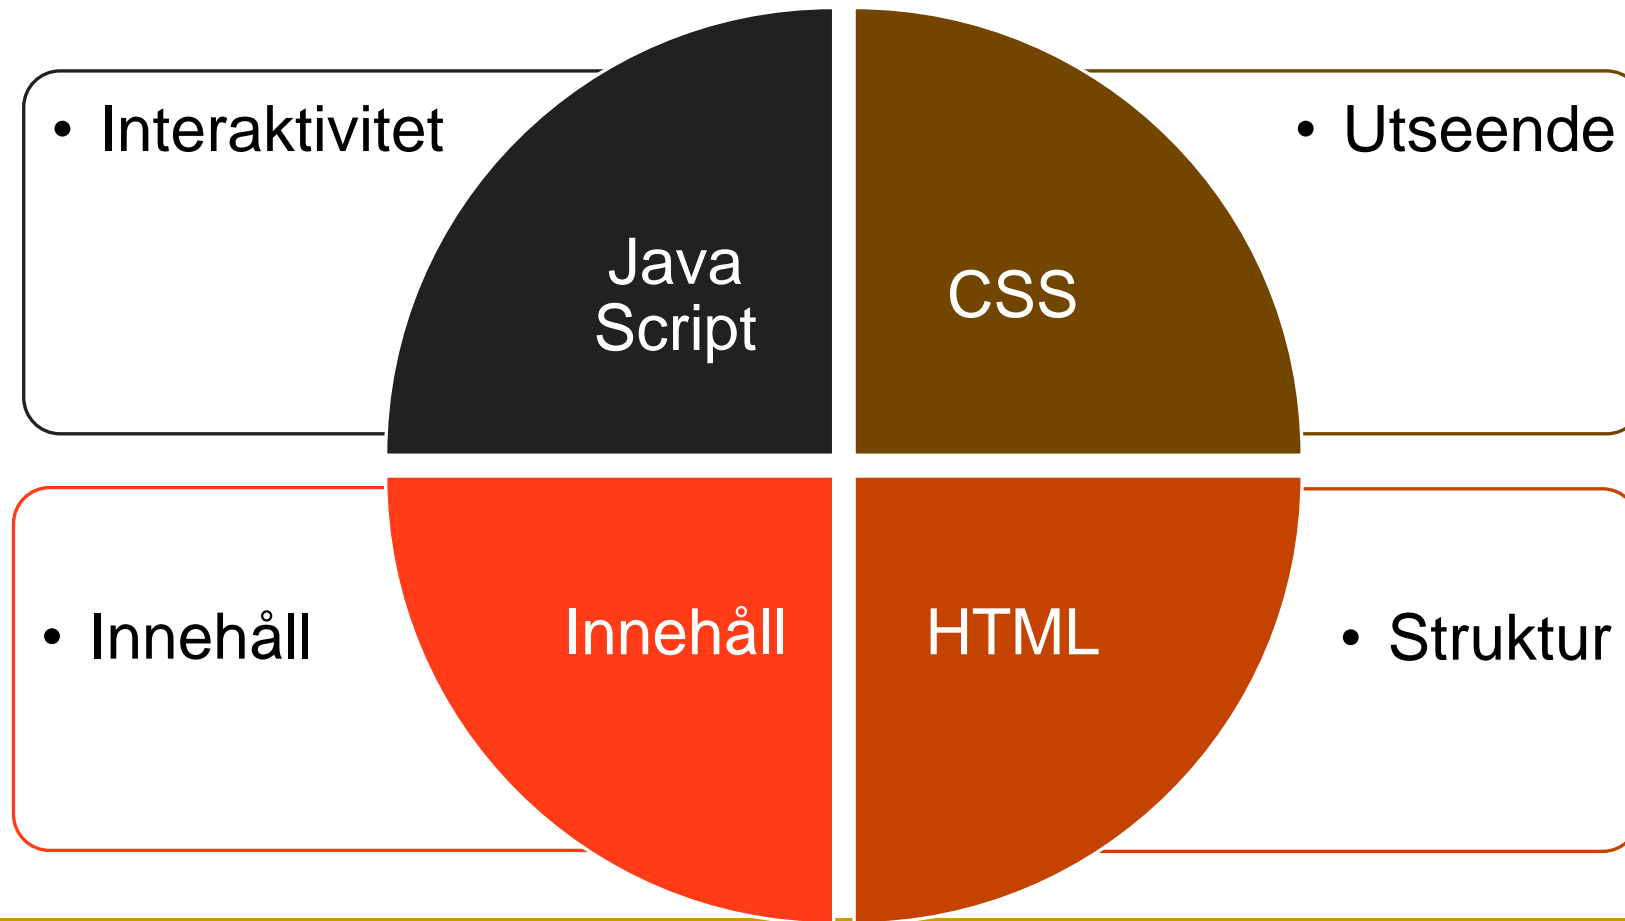 • Interaktivitet
Java
Script
CSS
• Utseende
• Innehåll
Innehåll
HTML
• Struktur